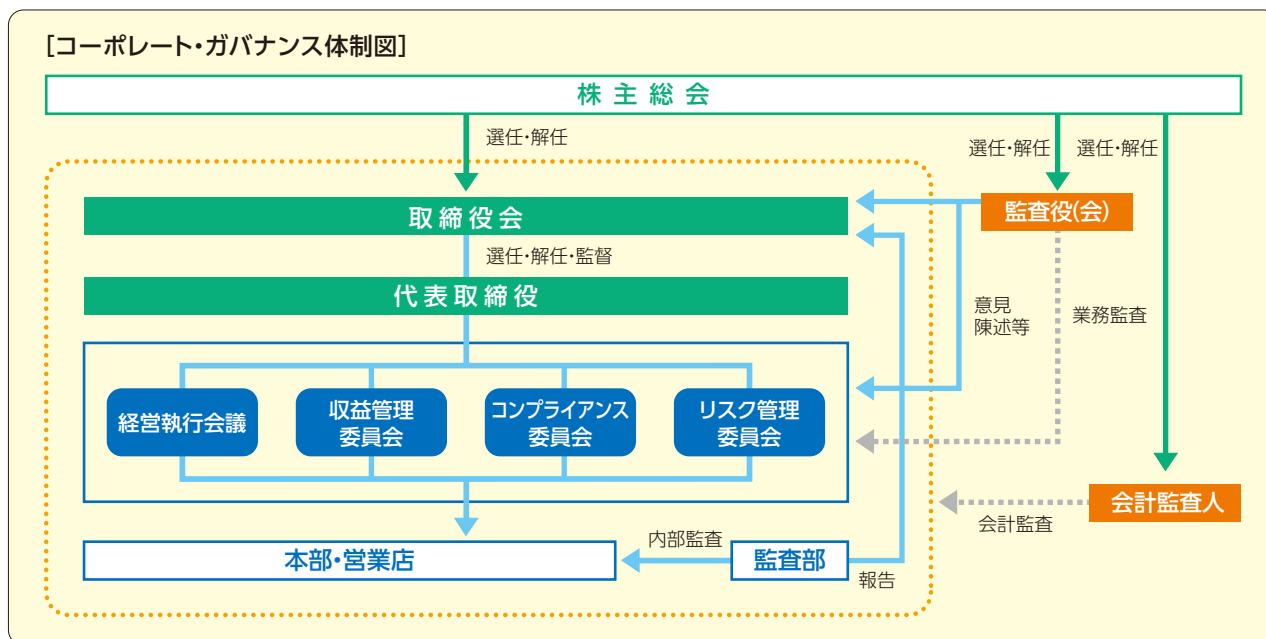 [コーポレート・ガバナンス体制図]
株主総会
選任・解任
選任・解任
選任・解任
取締役会
監査役(会)
選任・解任・監督
代表取締役
意見
陳述等
業務監査
経営執行会議
収益管理
委員会
コンプライアンス
委員会
リスク管理
委員会
会計監査人
会計監査
本部・営業店
内部監査
監査部
報告